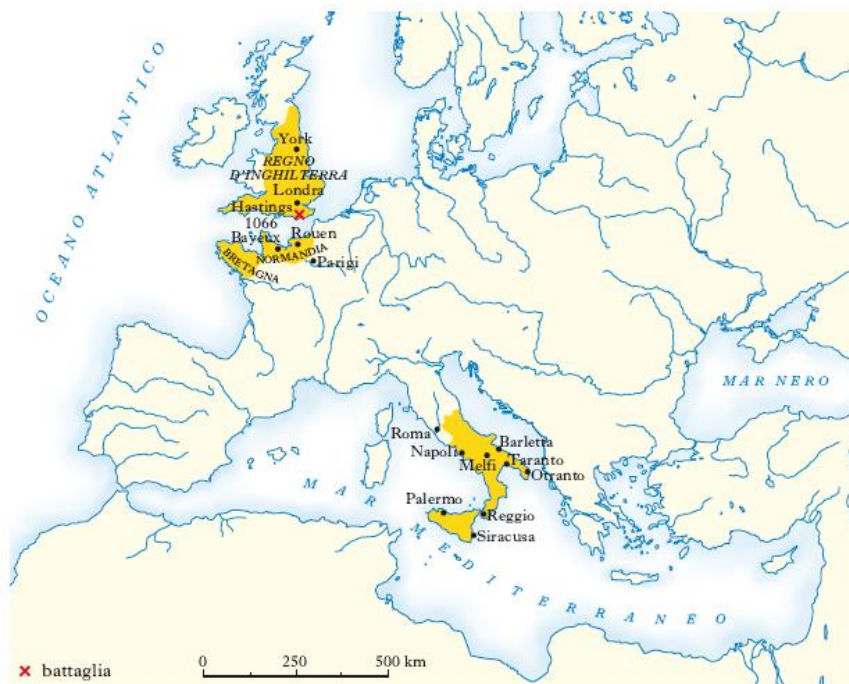 OCEANO ATLANTICO
York
REGNO
D'INGHILTERRA
Londra
Hastings
1066
Bayeux
Rouen
NORMANDIA
BRETAGNA
Parigi
MAR NERO
Roma
Napoli
Melfi
Barletta
Taranto
Otranto
Palermo
Reggio
Siracusa
MAR MEDITERRANEO
× battaglia
0 250 500 km